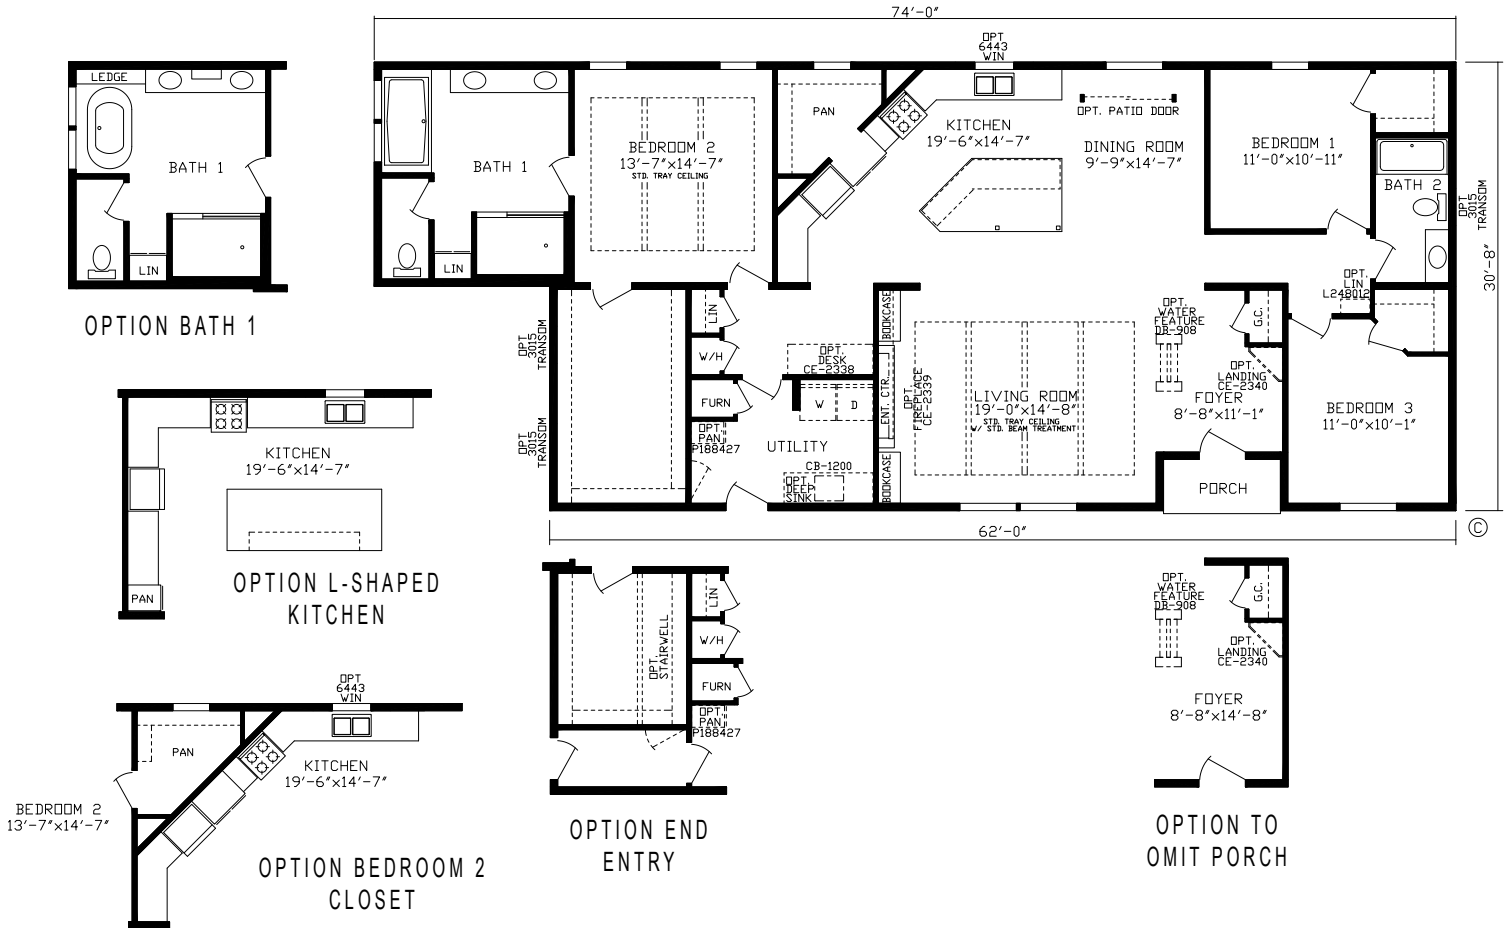 74'-0"
OPT
6443
WIN
LEDGE
BATH 1
LIN
OPTION BATH 1
BATH 1
LIN
BEDROOM 2
13'-7"x14'-7"
STD. TRAY CEILING
PAN
KITCHEN
19'-6"x14'-7"
OPT. PATIO DOOR
DINING ROOM
9'-9"x14'-7"
BEDROOM 1
11'-0"x10'-11"
BATH 2
OPT
3015
TRANSOM
30'-8"
OPT.
LIN
L248012
OPT
3015
TRANSOM
OPT
3015
TRANSOM
LIN
W/H
FURN
OPT
PAN
P188427
OPT.
DESK
CE-2338
W
D
UTILITY
CB-1200
OPT.
DEEP
SINK
BOOKCASE
ENT. CTR.
BOOKCASE
OPT.
FIREPLACE
CE-2339
LIVING ROOM
19'-0"x14'-8"
STD. TRAY CEILING
W/ STD. BEAM TREATMENT
OPT.
WATER
FEATURE
DB-908
G.C.
OPT.
LANDING
CE-2340
FOYER
8'-8"x11'-1"
PORCH
BEDROOM 3
11'-0"x10'-1"
62'-0"
©
KITCHEN
19'-6"x14'-7"
PAN
OPTION L-SHAPED
KITCHEN
OPT
6443
WIN
PAN
KITCHEN
19'-6"x14'-7"
BEDROOM 2
13'-7"x14'-7"
OPTION BEDROOM 2
CLOSET
OPT.
STAIRWELL
LIN
W/H
FURN
OPT
PAN
P188427
OPTION END
ENTRY
OPT.
WATER
FEATURE
DB-908
G.C.
OPT.
LANDING
CE-2340
FOYER
8'-8"x14'-8"
OPTION TO
OMIT PORCH